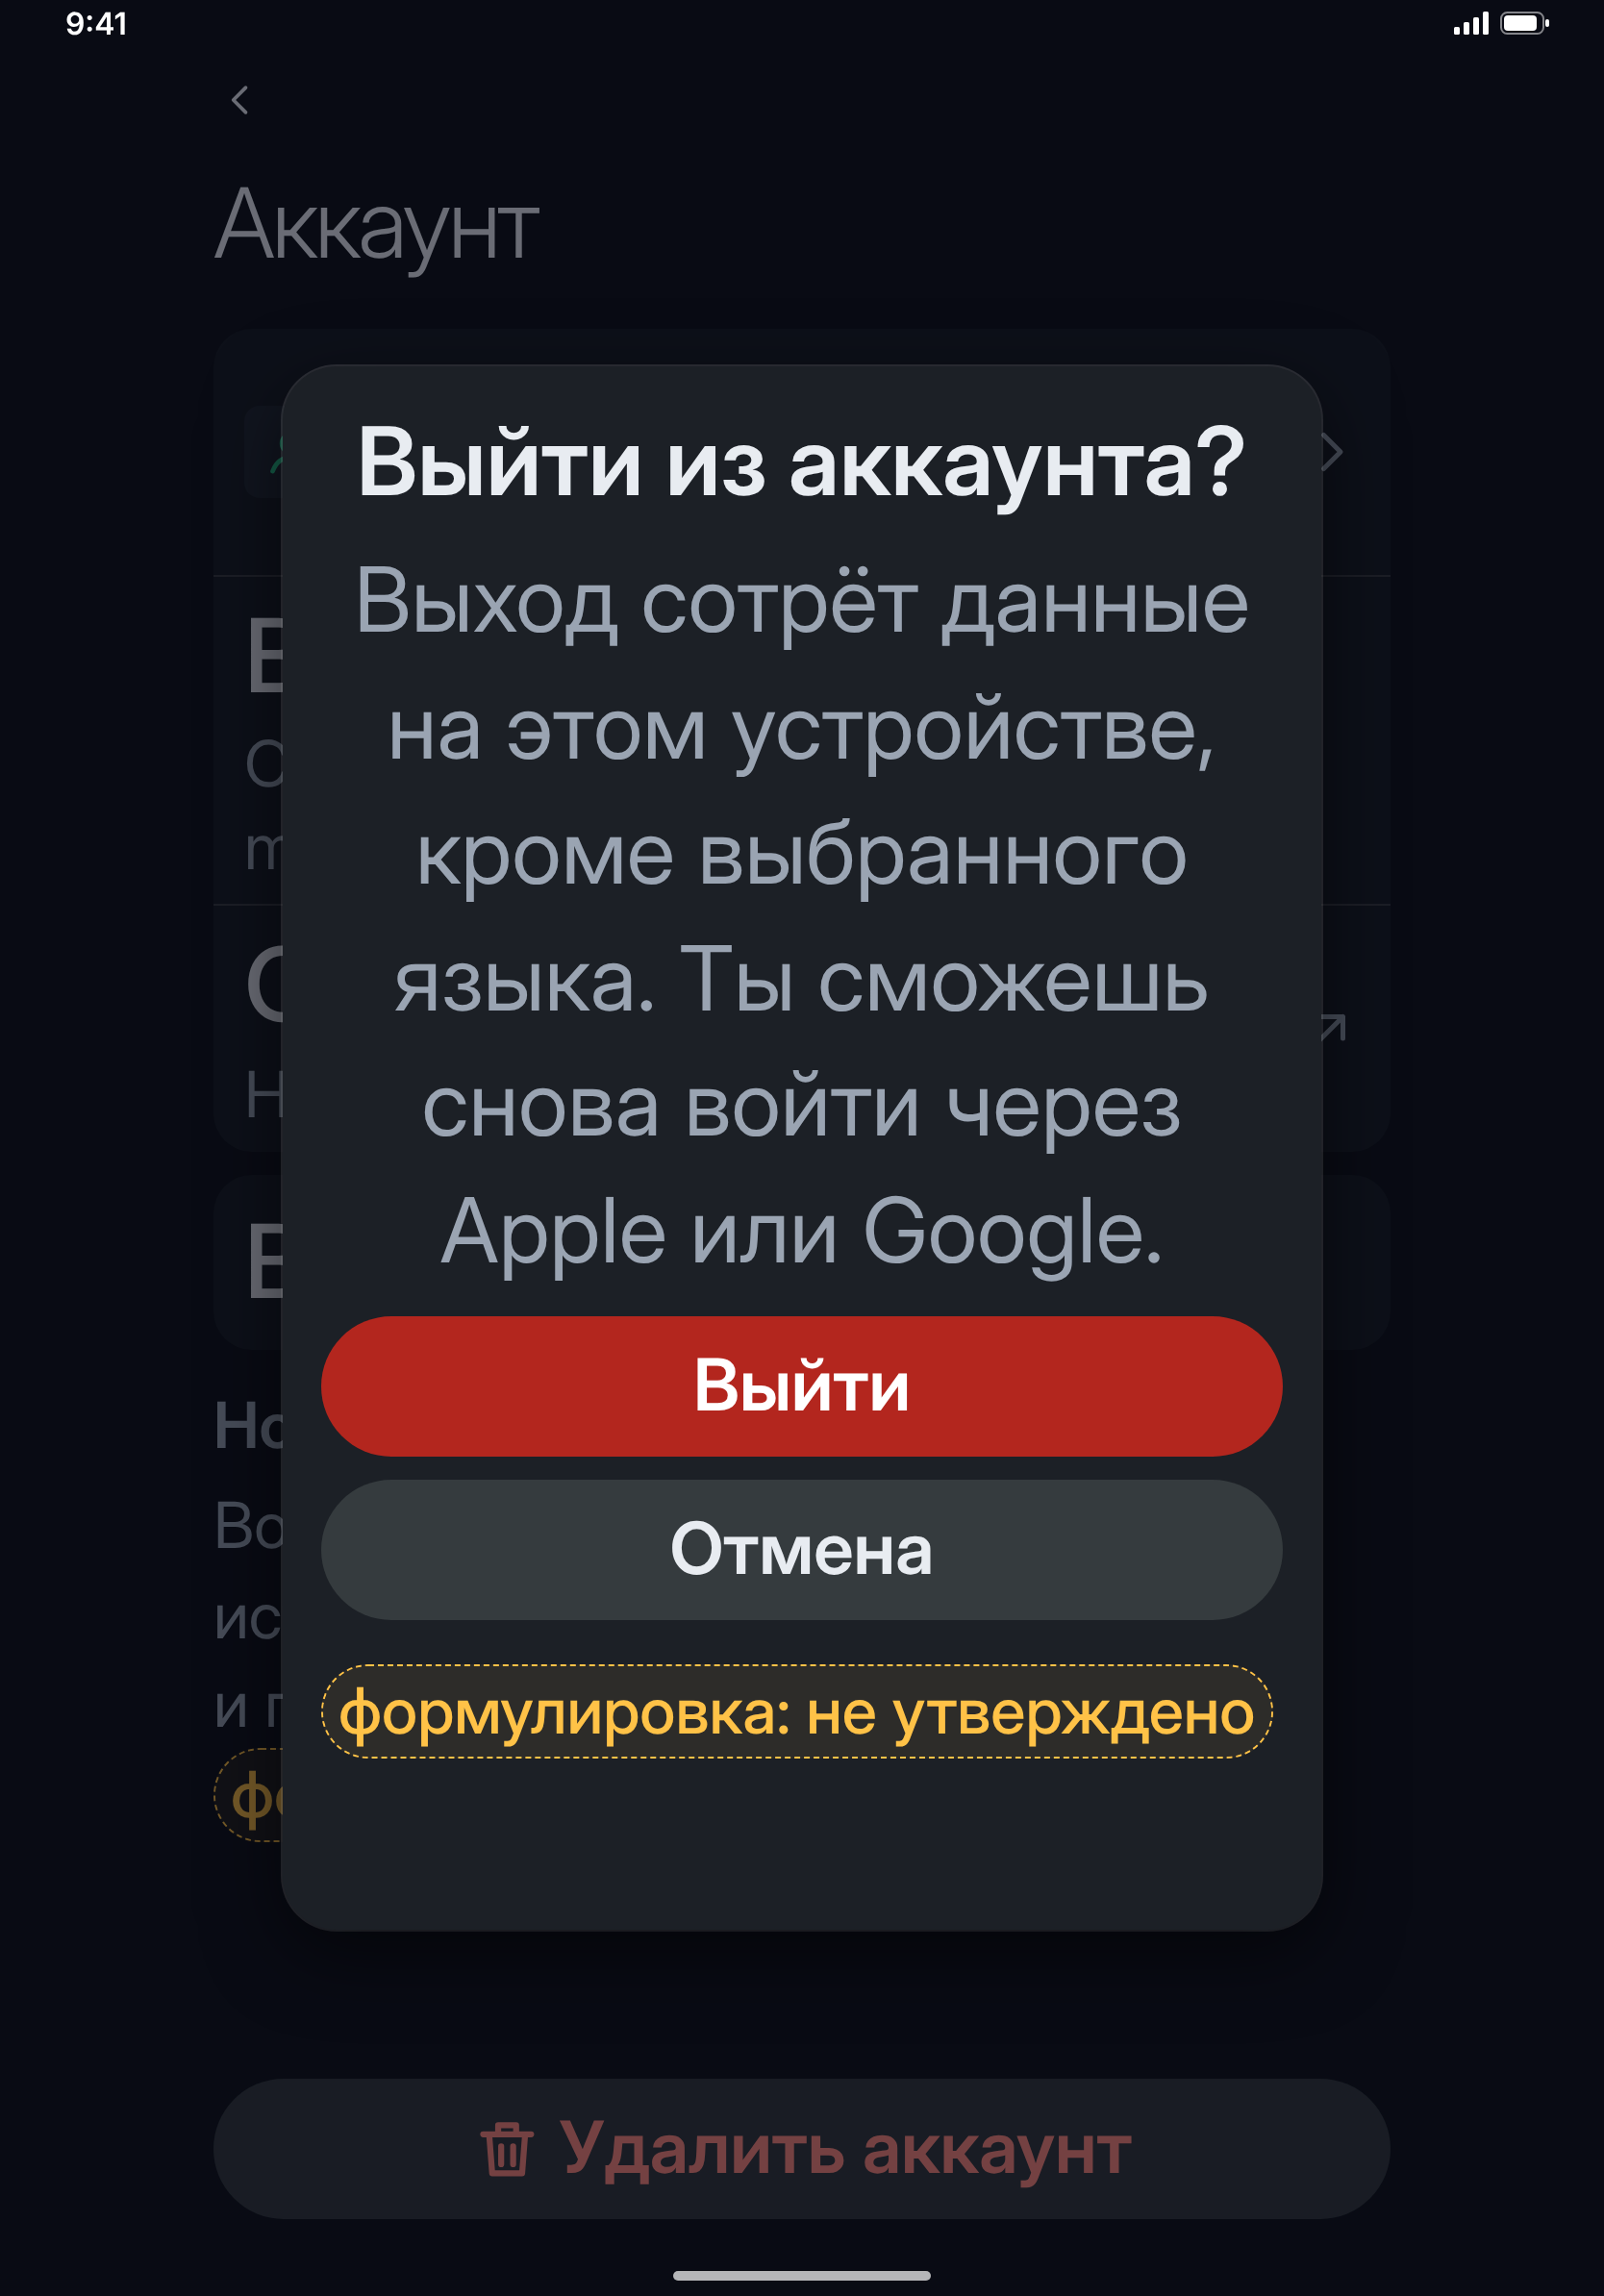 9:41
Аккаунт
Выйти из аккаунта?
Выход сотрёт данные
на этом устройстве,
кроме выбранного
языка. Ты сможешь
снова войти через
Apple или Google.
Выйти
Отмена
формулировка: не утверждено
Удалить аккаунт